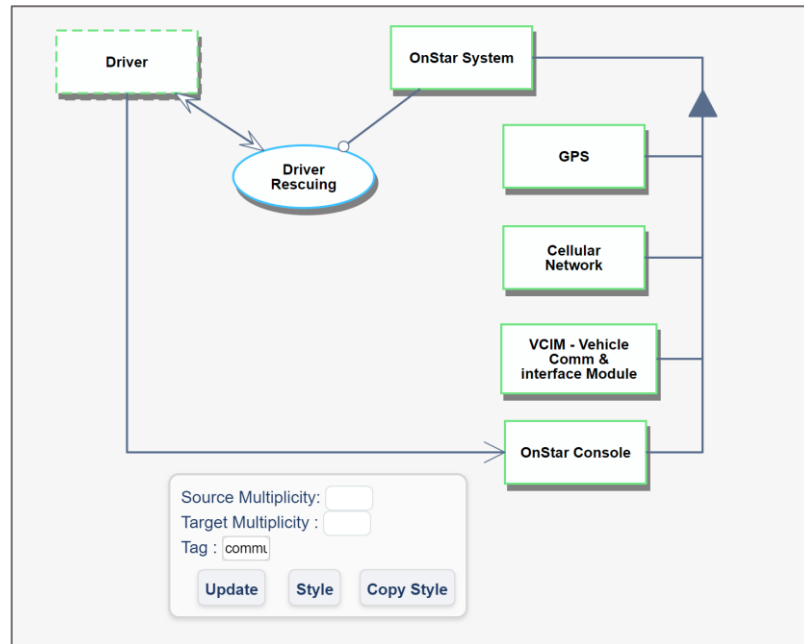 Driver
OnStar System
GPS
Driver
Rescuing
Cellular
Network
VCIM - Vehicle
Comm &
interface Module
OnStar Console
Source Multiplicity:
Target Multiplicity :
Tag : commu
Update Style Copy Style